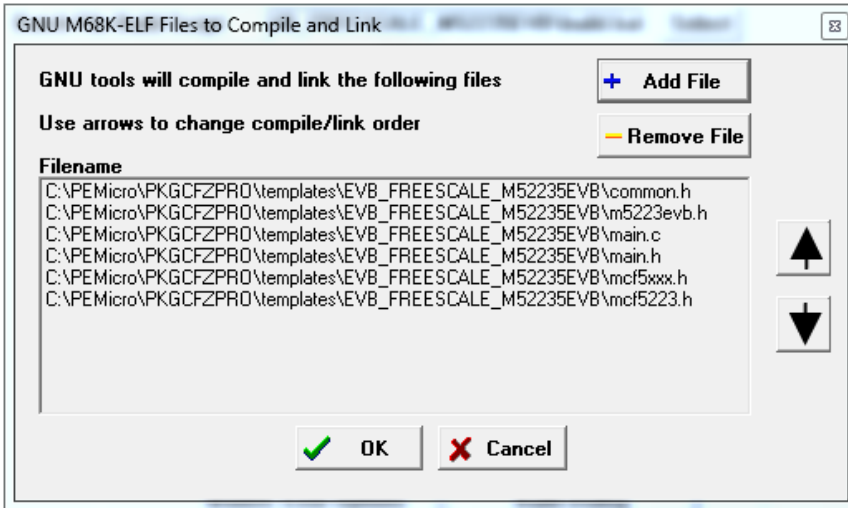 GNU M68K-ELF Files to Compile and Link
GNU tools will compile and link the following files
Add File
Use arrows to change compile/link order
Remove File
Filename
C:\PEMicro\PKGCFZPRO\templates\EVB_FREESCALE_M52235EVB\common.h
C:\PEMicro\PKGCFZPRO\templates\EVB_FREESCALE_M52235EVB\m5223evb.h
C:\PEMicro\PKGCFZPRO\templates\EVB_FREESCALE_M52235EVB\main.c
C:\PEMicro\PKGCFZPRO\templates\EVB_FREESCALE_M52235EVB\main.h
C:\PEMicro\PKGCFZPRO\templates\EVB_FREESCALE_M52235EVB\mcf5xxx.h
C:\PEMicro\PKGCFZPRO\templates\EVB_FREESCALE_M52235EVB\mcf5223.h
OK
Cancel